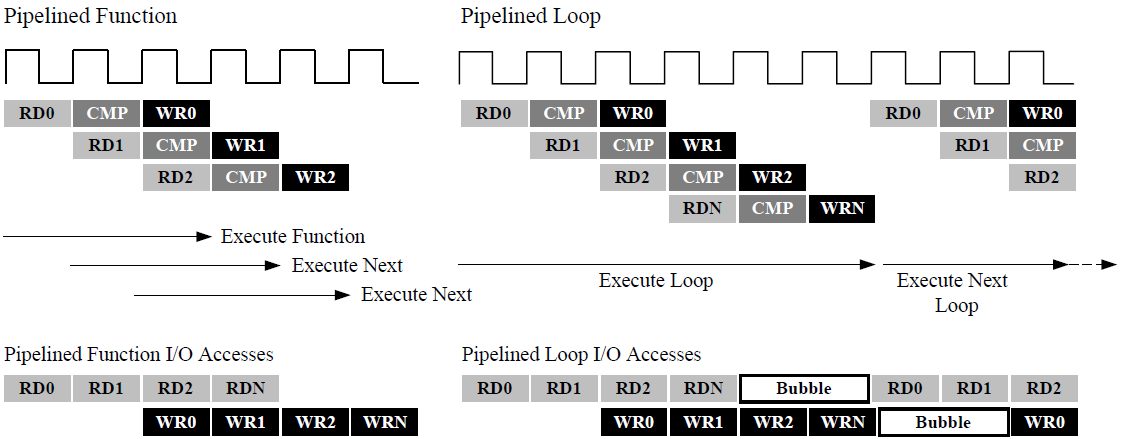 Pipelined Function
RD0 CMP WR0
RD1 CMP WR1
RD2 CMP WR2
Execute Function
Execute Next
Execute Next
Pipelined Function I/O Accesses
RD0 RD1 RD2 RDN
WR0 WR1 WR2 WRN
Pipelined Loop
RD0 CMP WR0 RD0 CMP WR0
RD1 CMP WR1 RD1 CMP
RD2 CMP WR2 RD2
RDN CMP WRN
Execute Loop
Execute Next
Loop
Pipelined Loop I/O Accesses
RD0 RD1 RD2 RDN Bubble RD0 RD1 RD2
WR0 WR1 WR2 WRN Bubble WR0